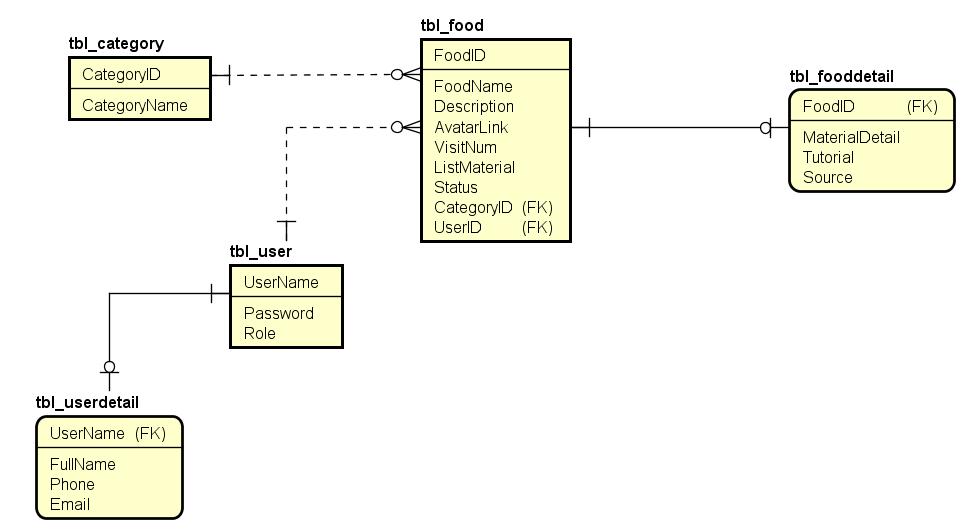 tbl_category
CategoryID
CategoryName
tbl_food
FoodID
FoodName
Description
AvatarLink
VisitNum
ListMaterial
Status
CategoryID (FK)
UserID (FK)
tbl_fooddetail
FoodID (FK)
MaterialDetail
Tutorial
Source
tbl_user
UserName
Password
Role
tbl_userdetail
UserName (FK)
FullName
Phone
Email